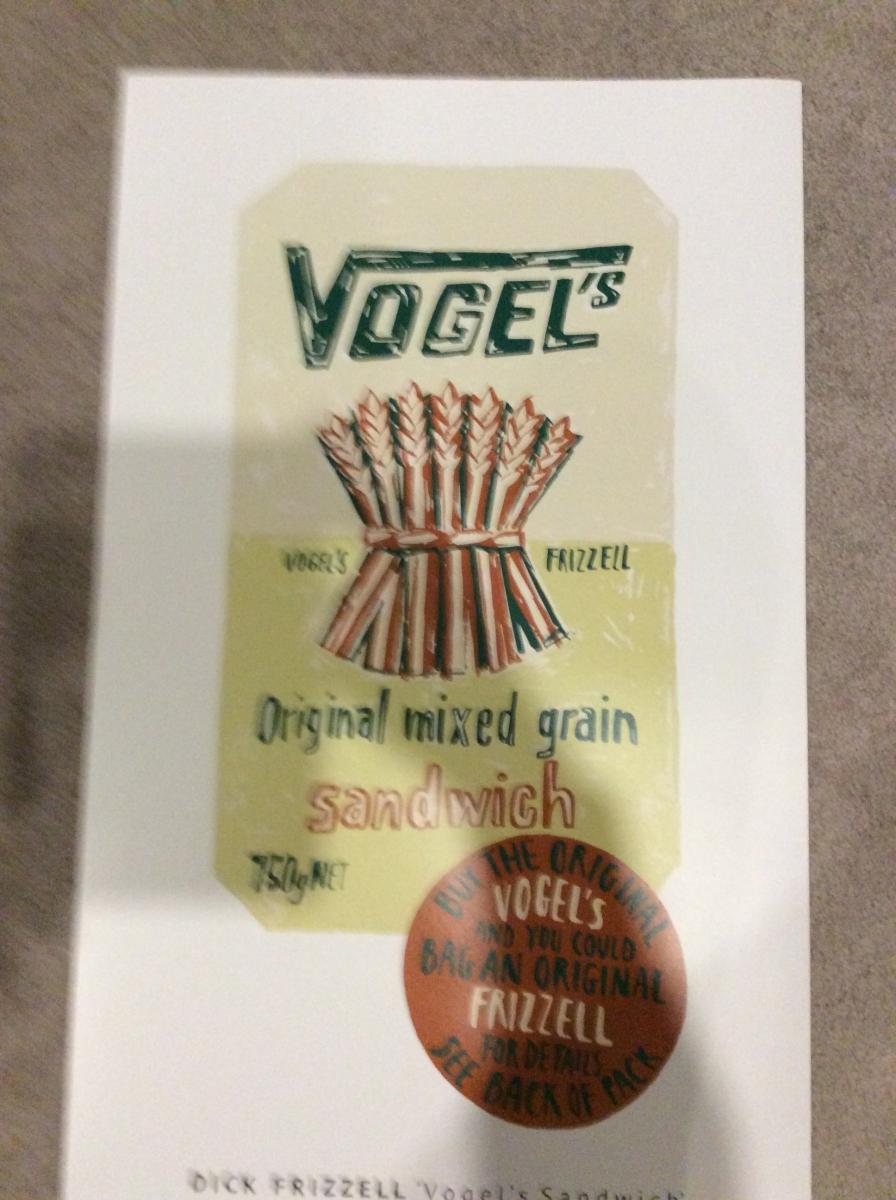 VOGEL'S
VOGEL'S FRIZZELL
Original mixed grain
sandwich
750g NET
BUY THE ORIGINAL
VOGEL'S
AND YOU COULD
BAG AN ORIGINAL
FRIZZELL
FOR DETAILS
SEE BACK OF PACK
DICK FRIZZELL 'Vogel's Sandwich'